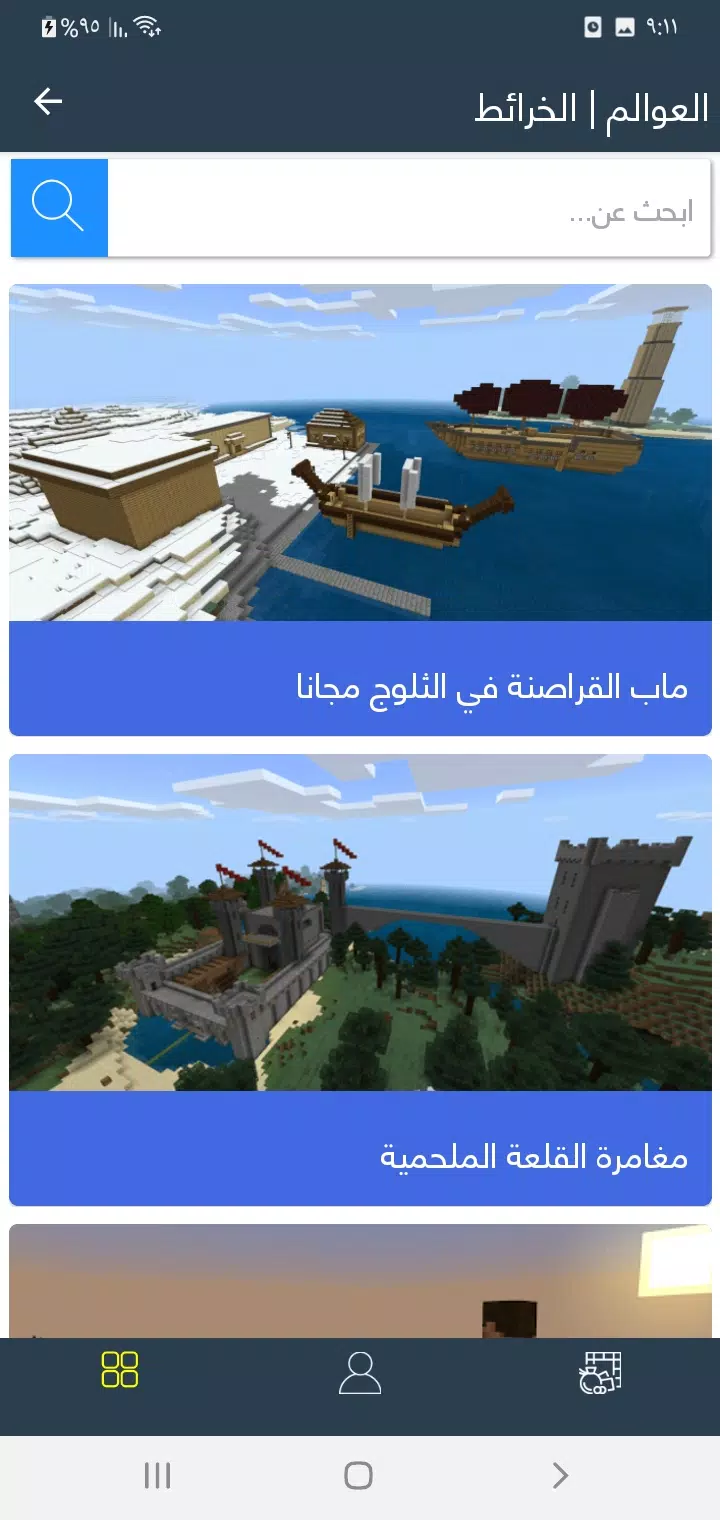 %٩٥
٩:١١
العوالم | الخرائط
ابحث عن...
ماب القراصنة في الثلوج مجانا
مغامرة القلعة الملحمية